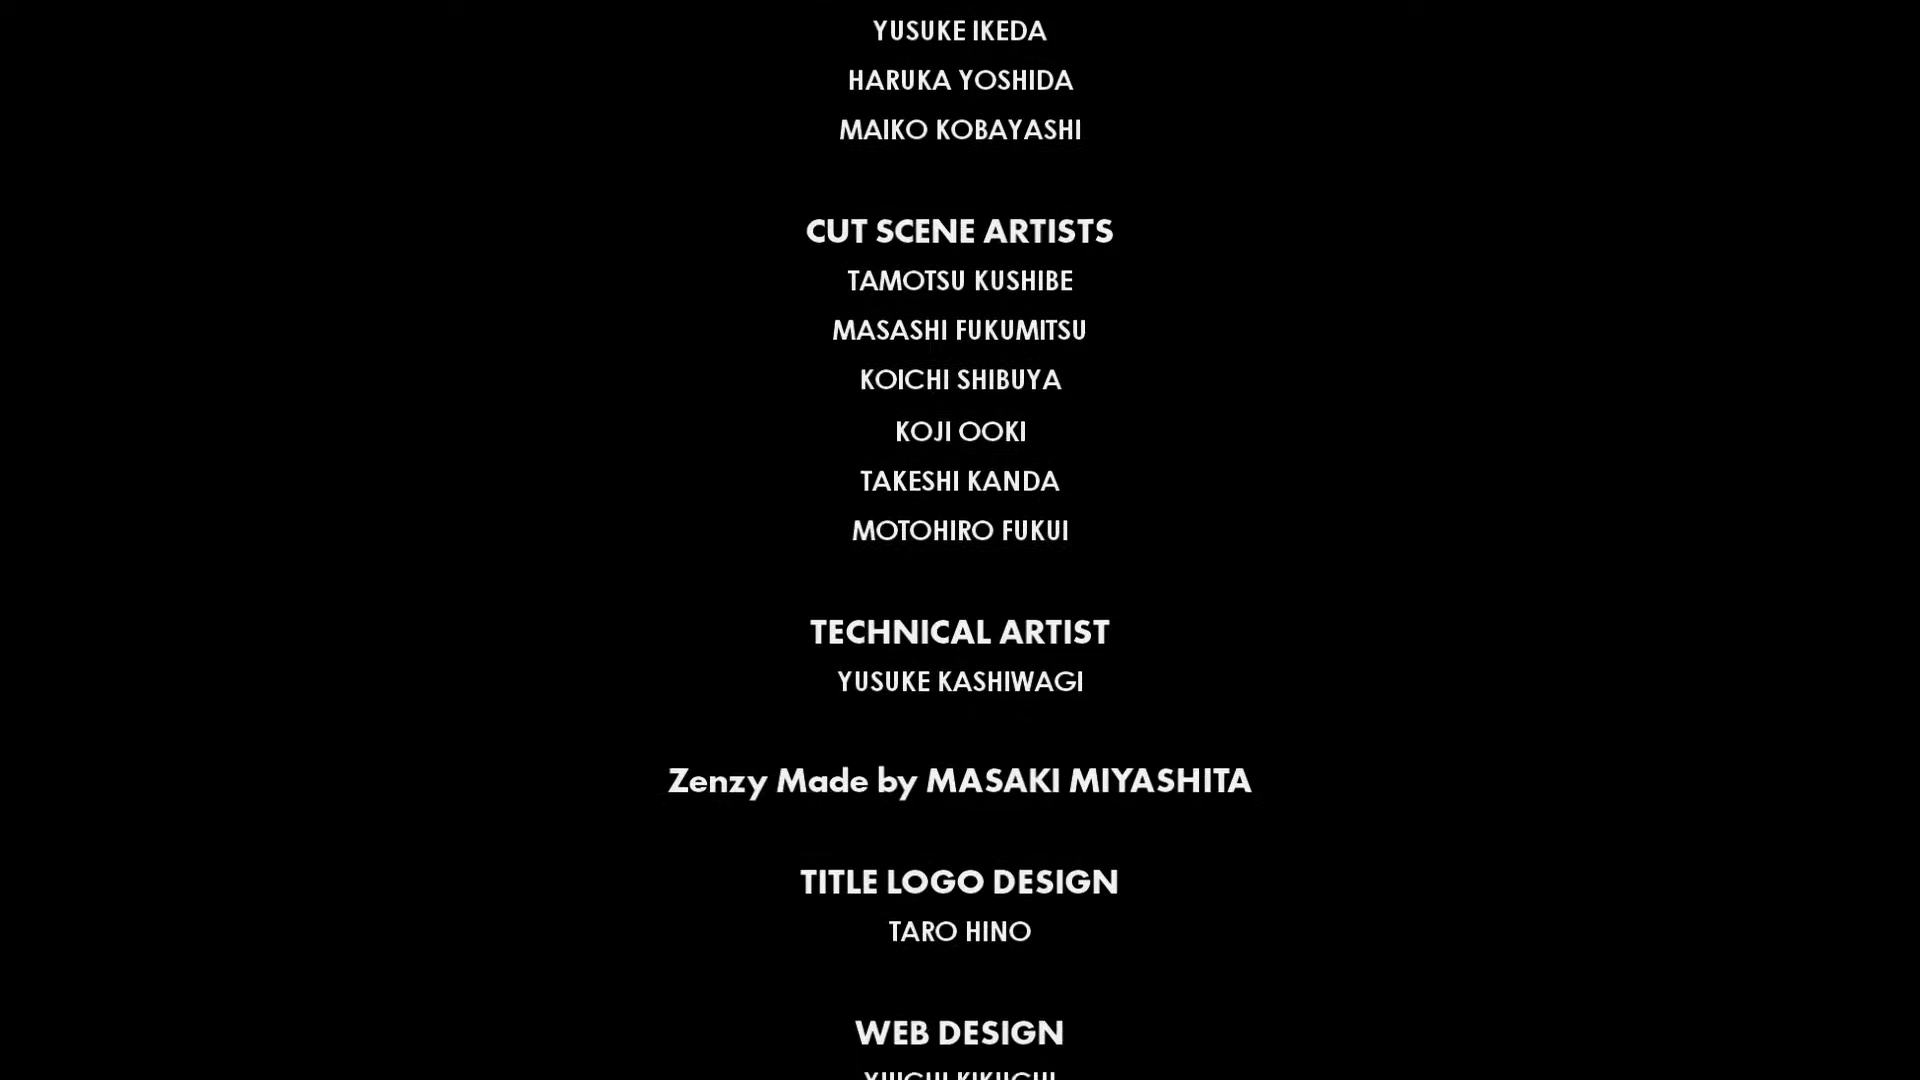 YUSUKE IKEDA
HARUKA YOSHIDA
MAIKO KOBAYASHI
CUT SCENE ARTISTS
TAMOTSU KUSHIBE
MASASHI FUKUMITSU
KOICHI SHIBUYA
KOJI OOKI
TAKESHI KANDA
MOTOHIRO FUKUI
TECHNICAL ARTIST
YUSUKE KASHIWAGI
Zenzy Made by MASAKI MIYASHITA
TITLE LOGO DESIGN
TARO HINO
WEB DESIGN